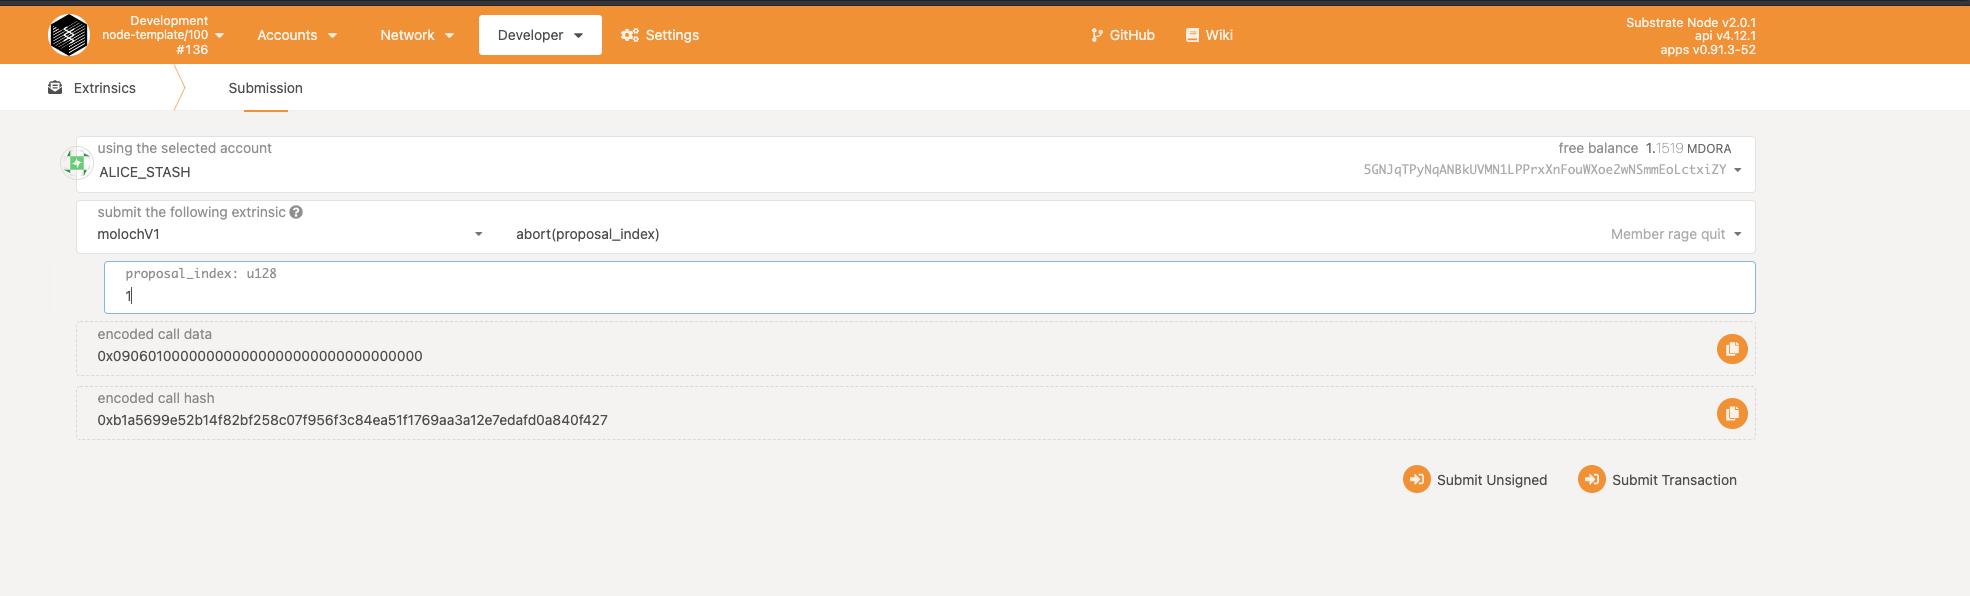 Development
node-template/100
#136
Accounts
Network
Developer
Settings
GitHub
Wiki
Substrate Node v2.0.1
api v4.12.1
apps v0.91.3-52
Extrinsics
Submission
using the selected account
free balance 1.1519 MDORA
ALICE_STASH
5GNJqTPyNqANBkUVMN1LPPrxXnFouWXoe2wNSmmEoLctxiZY
submit the following extrinsic
molochV1
abort(proposal_index)
Member rage quit
proposal_index: u128
1
encoded call data
0x090601000000000000000000000000000000
encoded call hash
0xb1a5699e52b14f82bf258c07f956f3c84ea51f1769aa3a12e7edafd0a840f427
Submit Unsigned
Submit Transaction